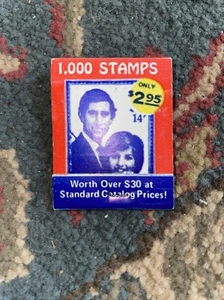 1,000 STAMPS
ONLY
$2.95
14
Worth Over $30 at
Standard Catalog Prices!